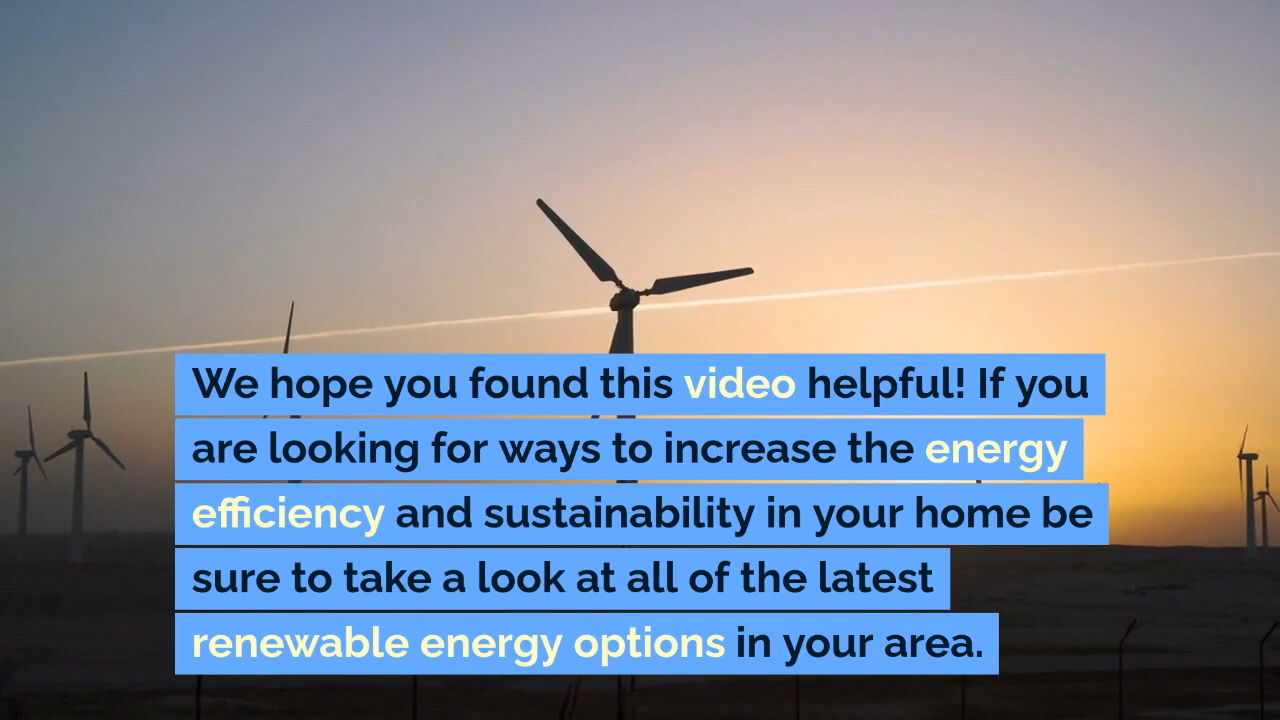 We hope you found this video helpful! If you
are looking for ways to increase the energy
efficiency and sustainability in your home be
sure to take a look at all of the latest
renewable energy options in your area.